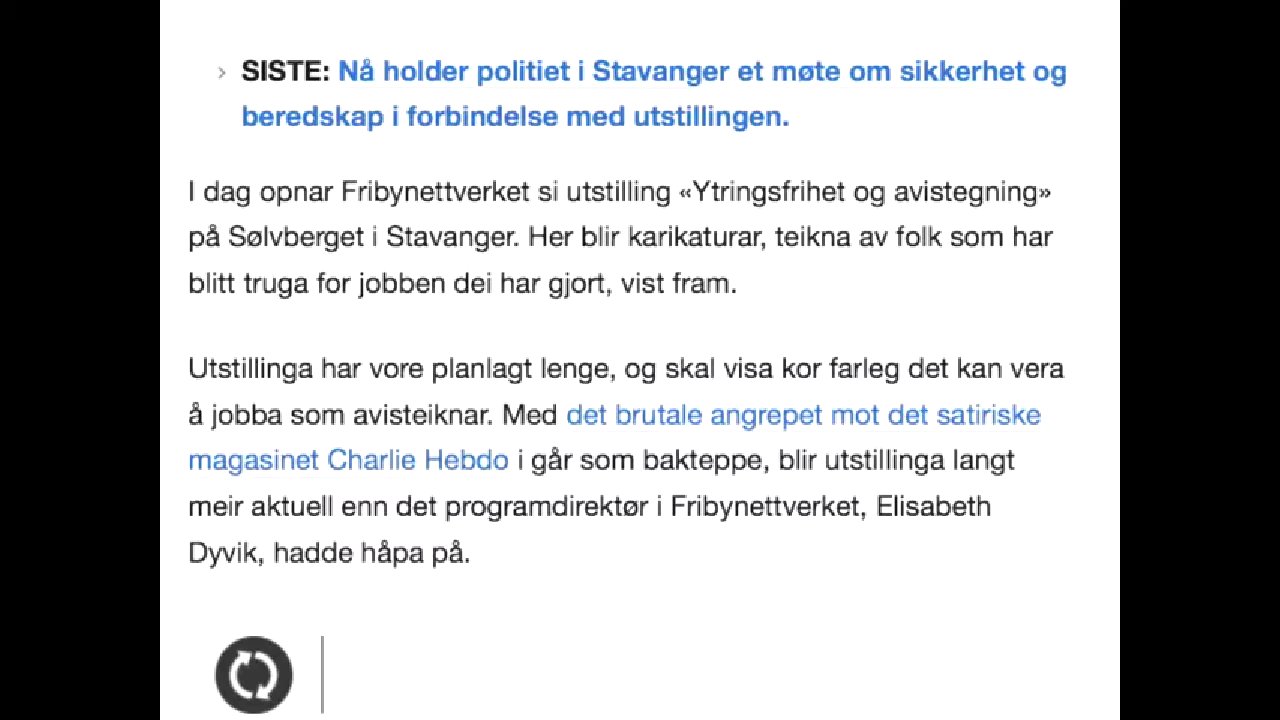 SISTE: Nå holder politiet i Stavanger et møte om sikkerhet og
beredskap i forbindelse med utstillingen.
I dag opnar Fribynettverket si utstilling «Ytringsfrihet og avistegning»
på Sølvberget i Stavanger. Her blir karikaturar, teikna av folk som har
blitt truga for jobben dei har gjort, vist fram.
Utstillinga har vore planlagt lenge, og skal visa kor farleg det kan vera
å jobba som avisteiknar. Med det brutale angrepet mot det satiriske
magasinet Charlie Hebdo i går som bakteppe, blir utstillinga langt
meir aktuell enn det programdirektør i Fribynettverket, Elisabeth
Dyvik, hadde håpa på.